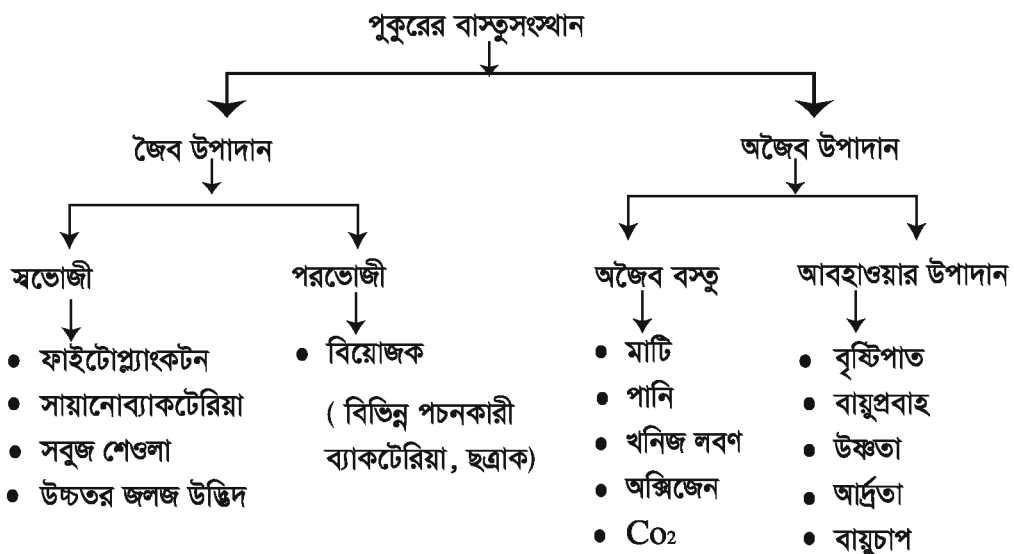 পুকুরের বাস্তুসংস্থান
জৈব উপাদান
অজৈব উপাদান
স্বভোজী
পরভোজী
অজৈব বস্তু
আবহাওয়ার উপাদান
• ফাইটোপ্ল্যাংকটন
• সায়ানোব্যাকটেরিয়া
• সবুজ শেওলা
• উচ্চতর জলজ উদ্ভিদ
• বিয়োজক
( বিভিন্ন পচনকারী
ব্যাকটেরিয়া, ছত্রাক)
• মাটি
• পানি
• খনিজ লবণ
• অক্সিজেন
• Co₂
• বৃষ্টিপাত
• বায়ুপ্রবাহ
• উষ্ণতা
• আর্দ্রতা
• বায়ুচাপ